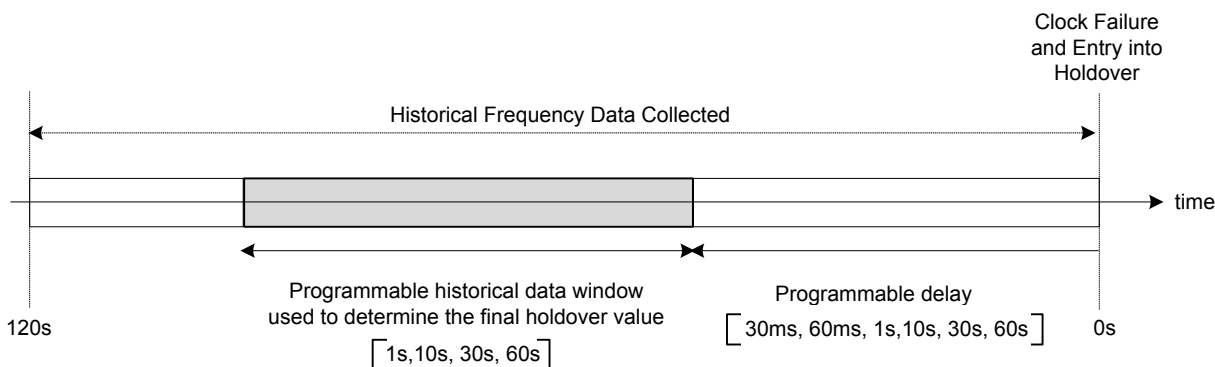 Clock Failure
and Entry into
Holdover
Historical Frequency Data Collected
time
Programmable historical data window
used to determine the final holdover value
[1s,10s, 30s, 60s]
Programmable delay
[30ms, 60ms, 1s,10s, 30s, 60s]
120s
0s